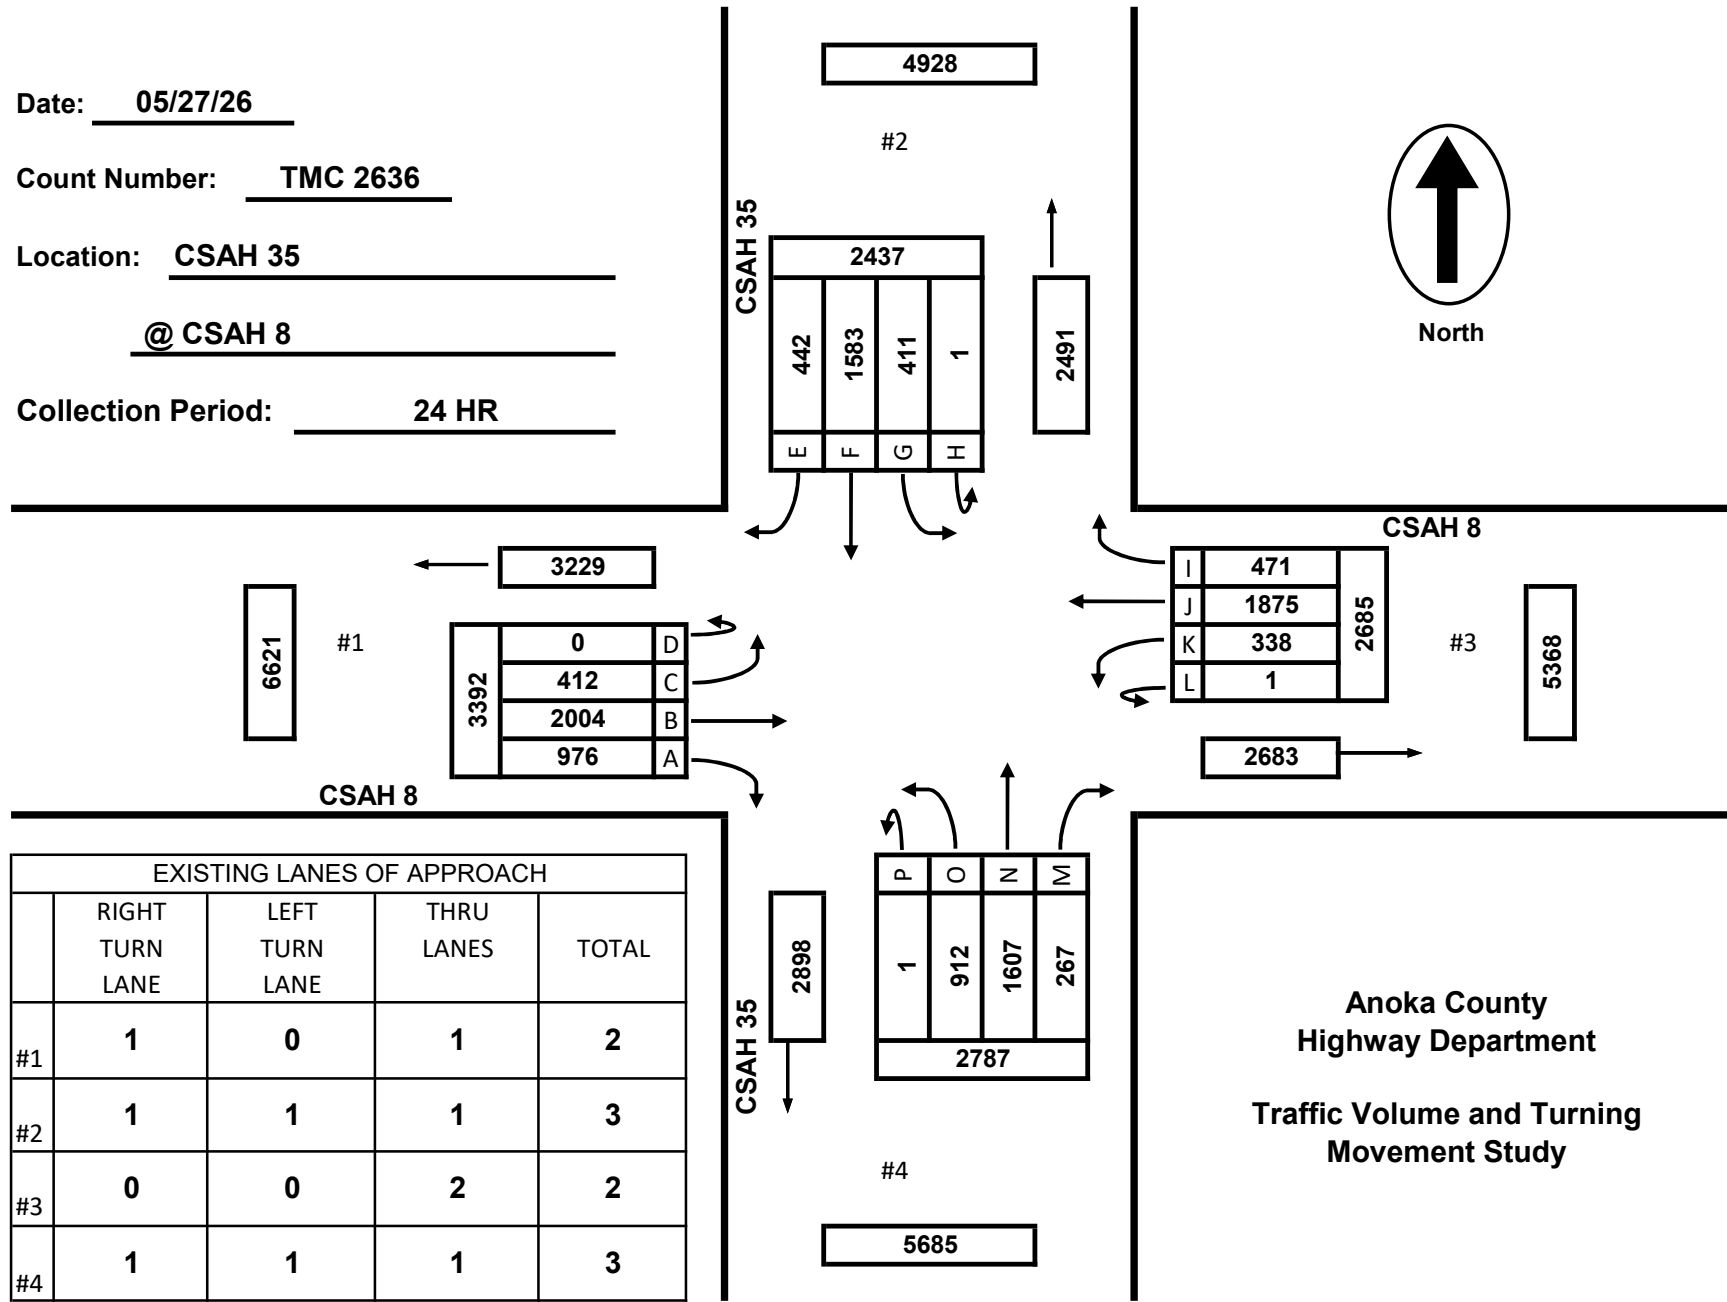 Date: 05/27/26
Count Number: TMC 2636
Location: CSAH 35
@ CSAH 8
Collection Period: 24 HR
4928
#2
CSAH 35
2437
442
1583
411
1
E
F
G
H
2491
North
3229
6621
#1
3392
0 D
412 C
2004 B
976 A
CSAH 8
CSAH 8
I 471
J 1875
K 338
L 1
2685
#3
5368
2683
P
O
N
M
1
912
1607
267
2787
2898
CSAH 35
#4
5685
EXISTING LANES OF APPROACH
RIGHT TURN LANE
LEFT TURN LANE
THRU LANES
TOTAL
#1 1 0 1 2
#2 1 1 1 3
#3 0 0 2 2
#4 1 1 1 3
Anoka County
Highway Department
Traffic Volume and Turning
Movement Study